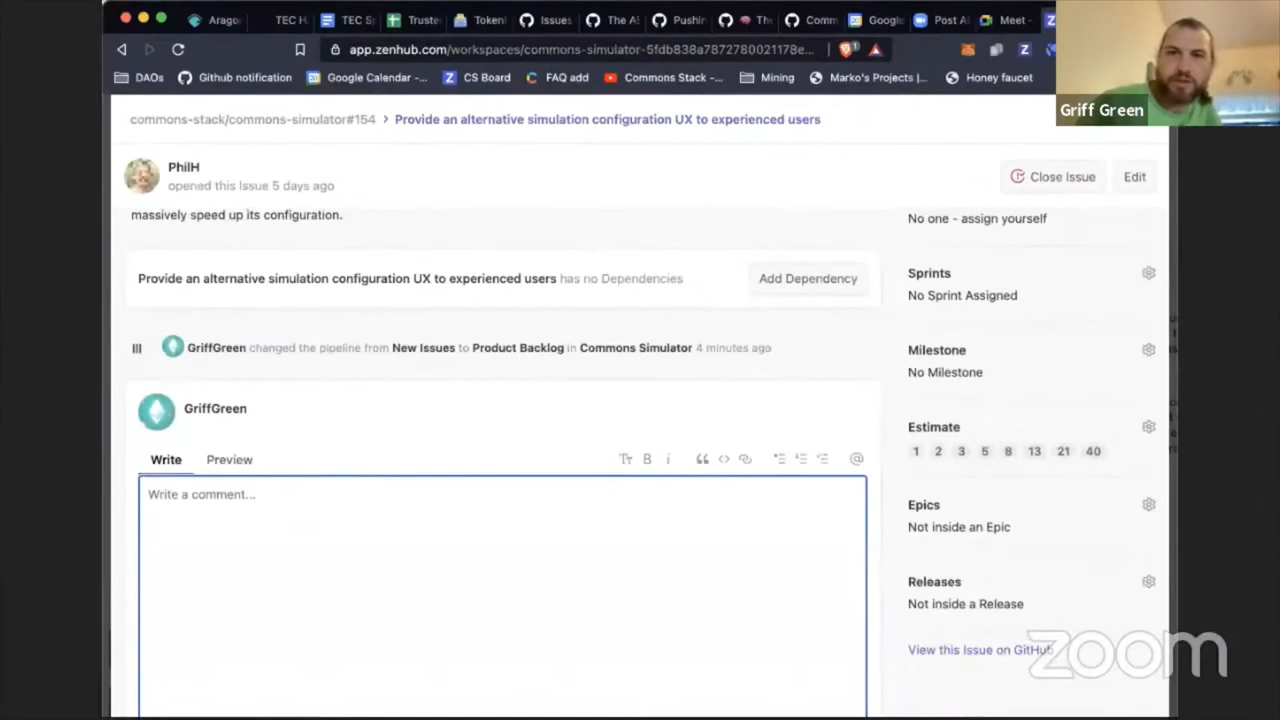 Arago
TEC H
TEC S
Truste
Token
Issues
The A
Pushi
The
Comm
Google
Post A
Meet -
app.zenhub.com/workspaces/commons-simulator-5fdb838a7872780021178e...
DAOs
Github notification
Google Calendar -...
CS Board
FAQ add
Commons Stack -...
Mining
Marko's Projects |...
Honey faucet
Griff Green
commons-stack/commons-simulator#154 > Provide an alternative simulation configuration UX to experienced users
PhilH
opened this Issue 5 days ago
Close Issue
Edit
massively speed up its configuration.
No one - assign yourself
Provide an alternative simulation configuration UX to experienced users has no Dependencies
Add Dependency
Sprints
No Sprint Assigned
GriffGreen changed the pipeline from New Issues to Product Backlog in Commons Simulator 4 minutes ago
Milestone
No Milestone
GriffGreen
Estimate
1 2 3 5 8 13 21 40
Write
Preview
Write a comment...
Epics
Not inside an Epic
Releases
Not inside a Release
View this Issue on GitHub
zoom